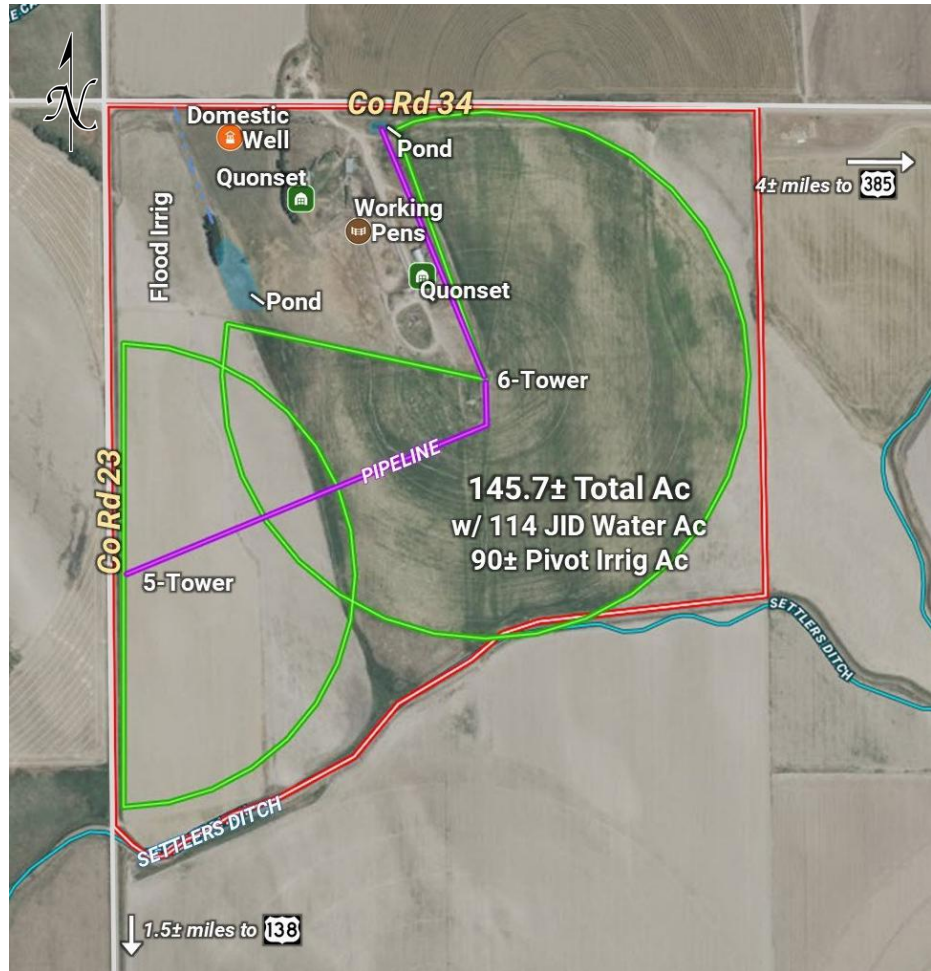 N
Co Rd 34
Domestic
Well
Pond
Quonset
4± miles to 385
Working
Pens
Flood Irrig
Quonset
Pond
6-Tower
PIPELINE
Co Rd 23
145.7± Total Ac
w/ 114 JID Water Ac
90± Pivot Irrig Ac
5-Tower
SETTLERS DITCH
SETTLERS DITCH
1.5± miles to 138